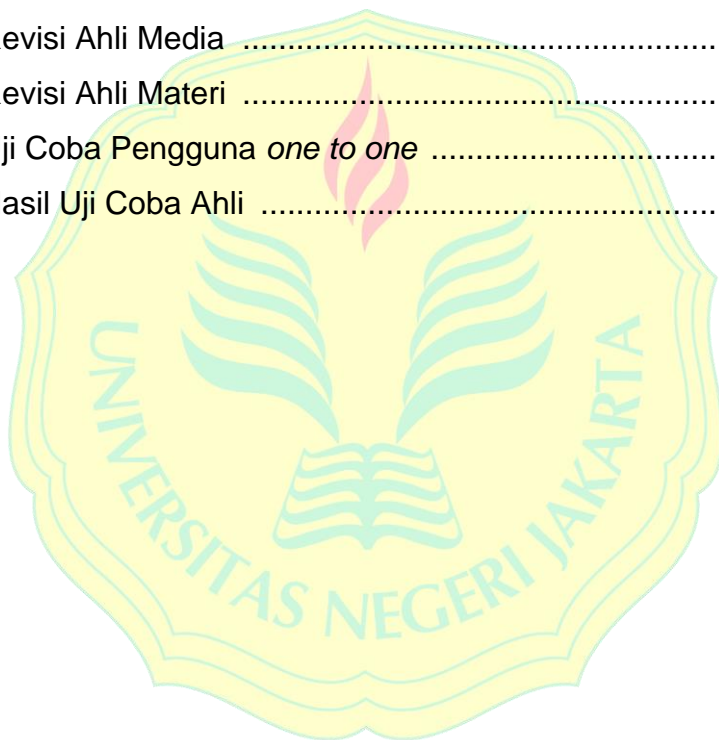 evisi Ahli Media ....................................................
evisi Ahli Materi ....................................................
ji Coba Pengguna one to one ................................
asil Uji Coba Ahli ..................................................
UNIVERSITAS NEGERI JAKARTA